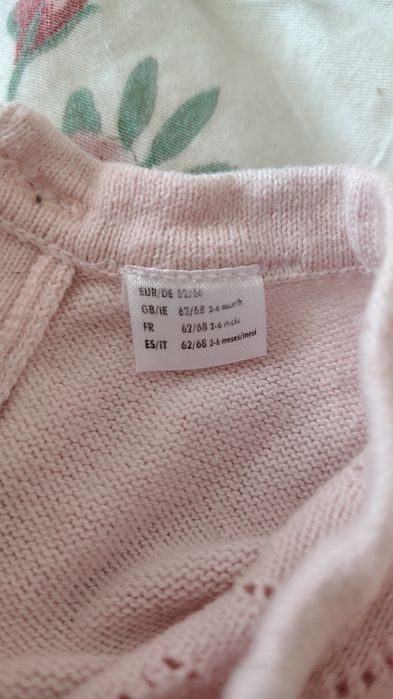 EUR/DE 62/68
GB/IE 62/68 2-6 month
FR 62/68 2-6 mois
ES/IT 62/68 2-6 meses/mesi